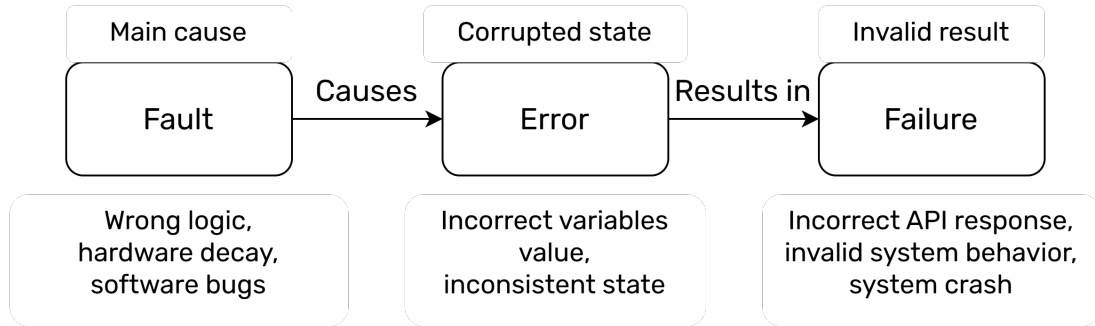 Main cause
Corrupted state
Invalid result
Fault
Causes
Error
Results in
Failure
Wrong logic,
hardware decay,
software bugs
Incorrect variables
value,
inconsistent state
Incorrect API response,
invalid system behavior,
system crash